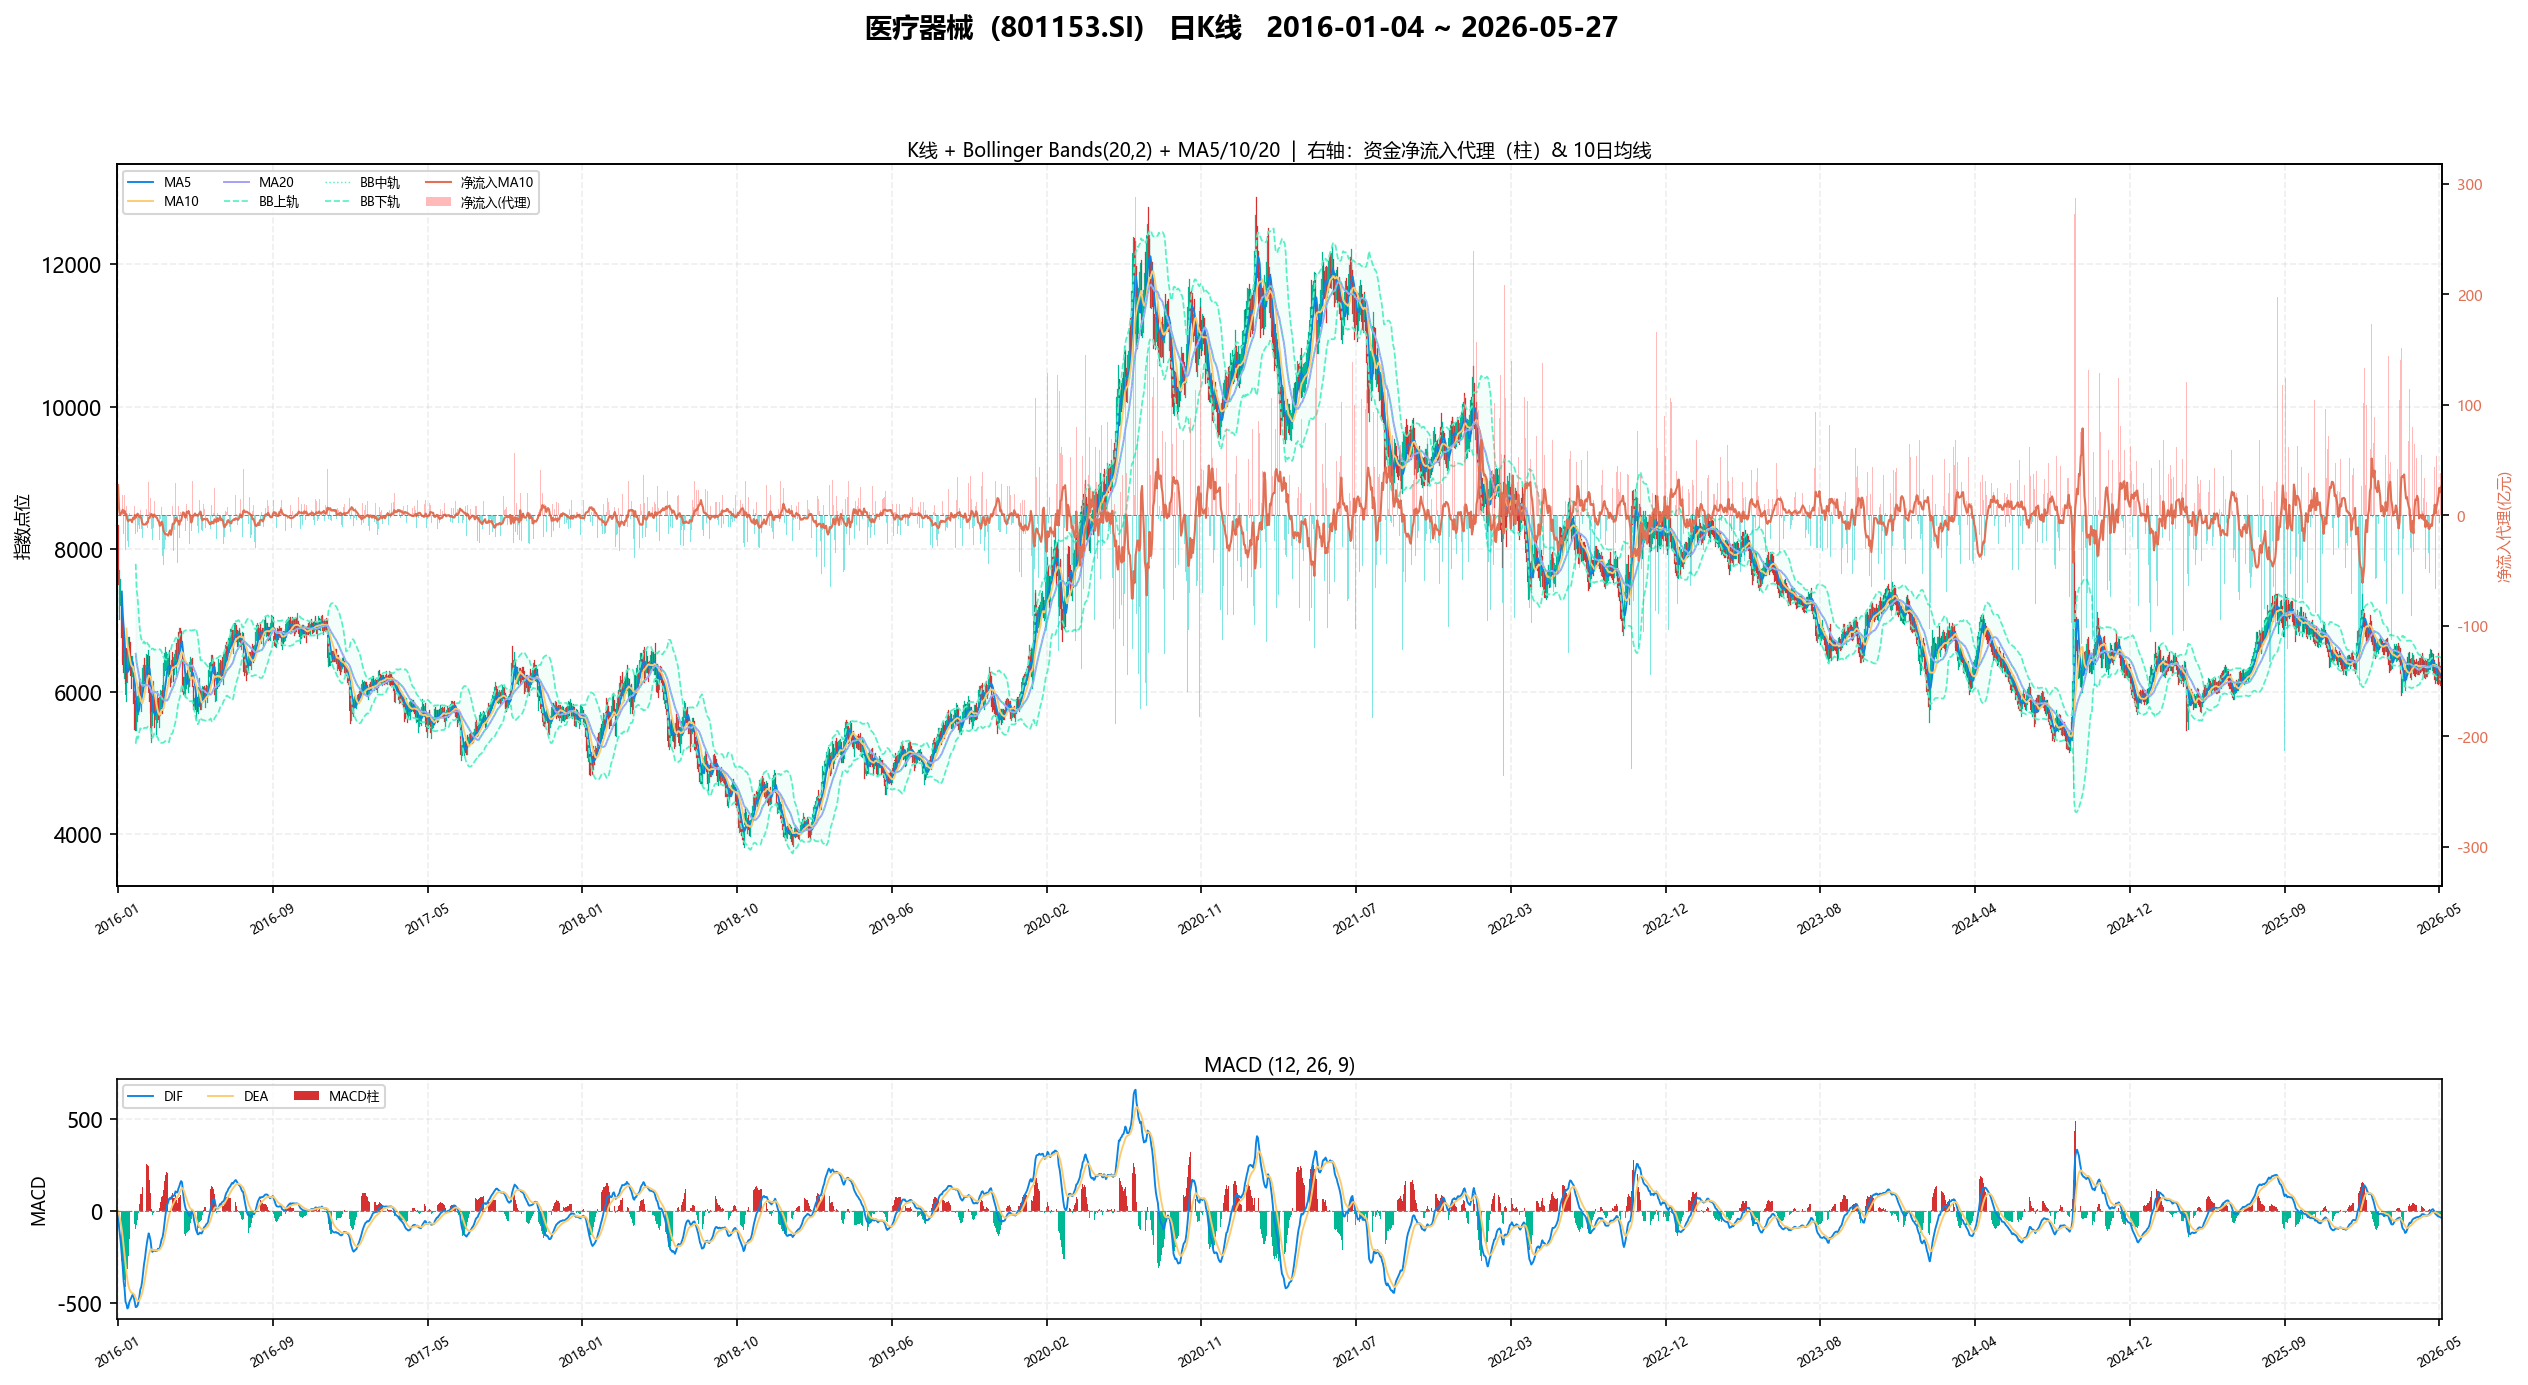 医疗器械 (801153.SI) 日K线 2016-01-04 ~ 2026-05-27
K线 + Bollinger Bands(20,2) + MA5/10/20 | 右轴：资金净流入代理（柱）& 10日均线
MA5 MA20 BB中轨 净流入MA10
MA10 BB上轨 BB下轨 净流入(代理)
指数点位
12000
10000
8000
6000
4000
300
200
100
0
-100
-200
-300
净流入代理(亿元)
2016-01 2016-09 2017-05 2018-01 2018-10 2019-06 2020-02 2020-11 2021-07 2022-03 2022-12 2023-08 2024-04 2024-12 2025-09 2026-05
MACD (12, 26, 9)
DIF DEA MACD柱
MACD
500
0
-500
2016-01 2016-09 2017-05 2018-01 2018-10 2019-06 2020-02 2020-11 2021-07 2022-03 2022-12 2023-08 2024-04 2024-12 2025-09 2026-05